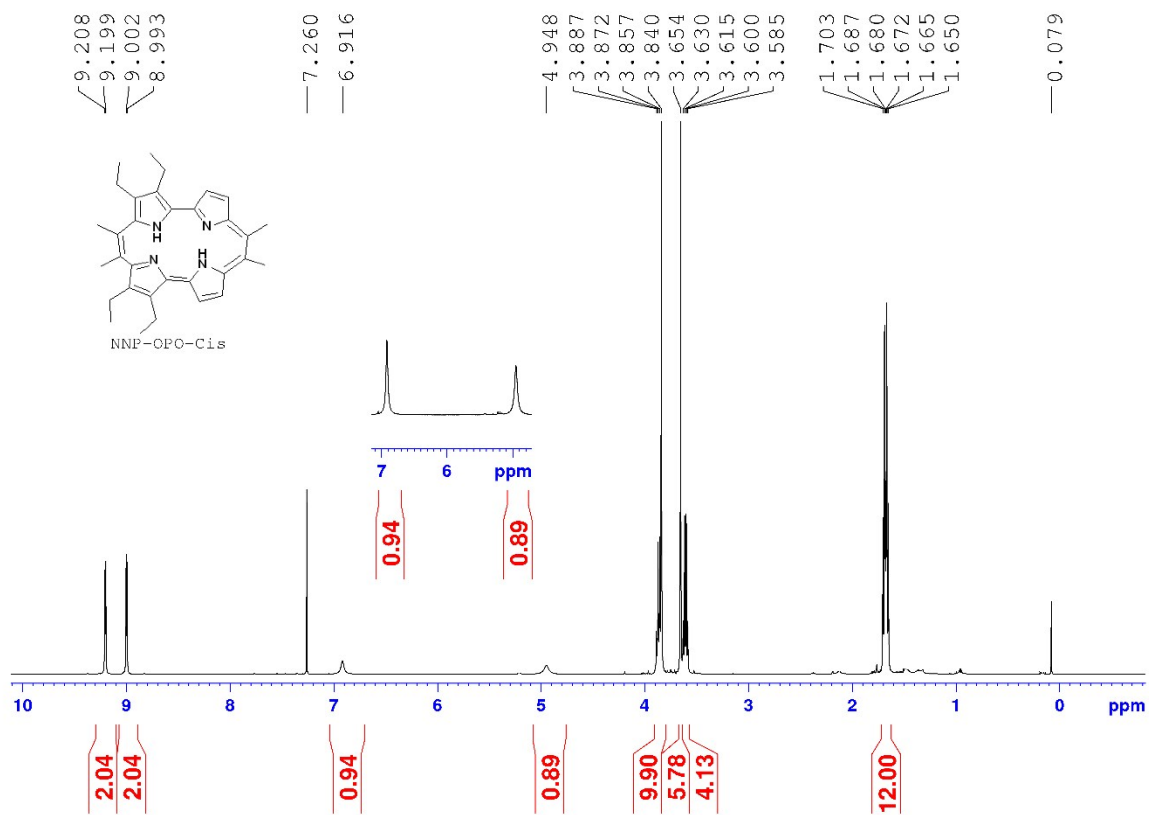 9.208
9.199
9.002
8.993
7.260
6.916
4.948
3.887
3.872
3.857
3.840
3.654
3.630
3.615
3.600
3.585
1.703
1.687
1.680
1.672
1.665
1.650
0.079
N
H
N
H
N
N
NNP-OPO-Cis
7 6 ppm
0.94 0.89
10 9 8 7 6 5 4 3 2 1 0 ppm
2.04 2.04 0.94 0.89 9.90 5.78 4.13 12.00